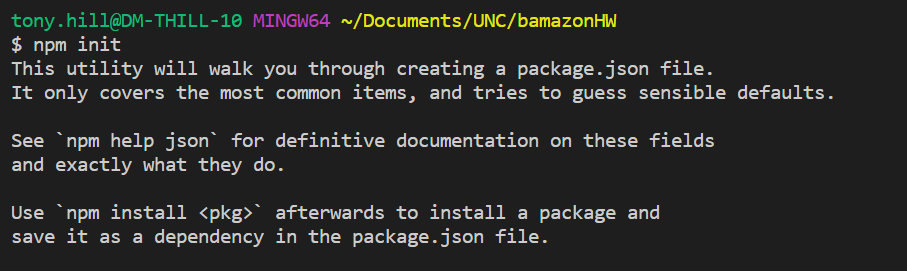 tony.hill@DM-THILL-10 MINGW64 ~/Documents/UNC/bamazonHW
$ npm init
This utility will walk you through creating a package.json file.
It only covers the most common items, and tries to guess sensible defaults.
See `npm help json` for definitive documentation on these fields
and exactly what they do.
Use `npm install <pkg>` afterwards to install a package and
save it as a dependency in the package.json file.